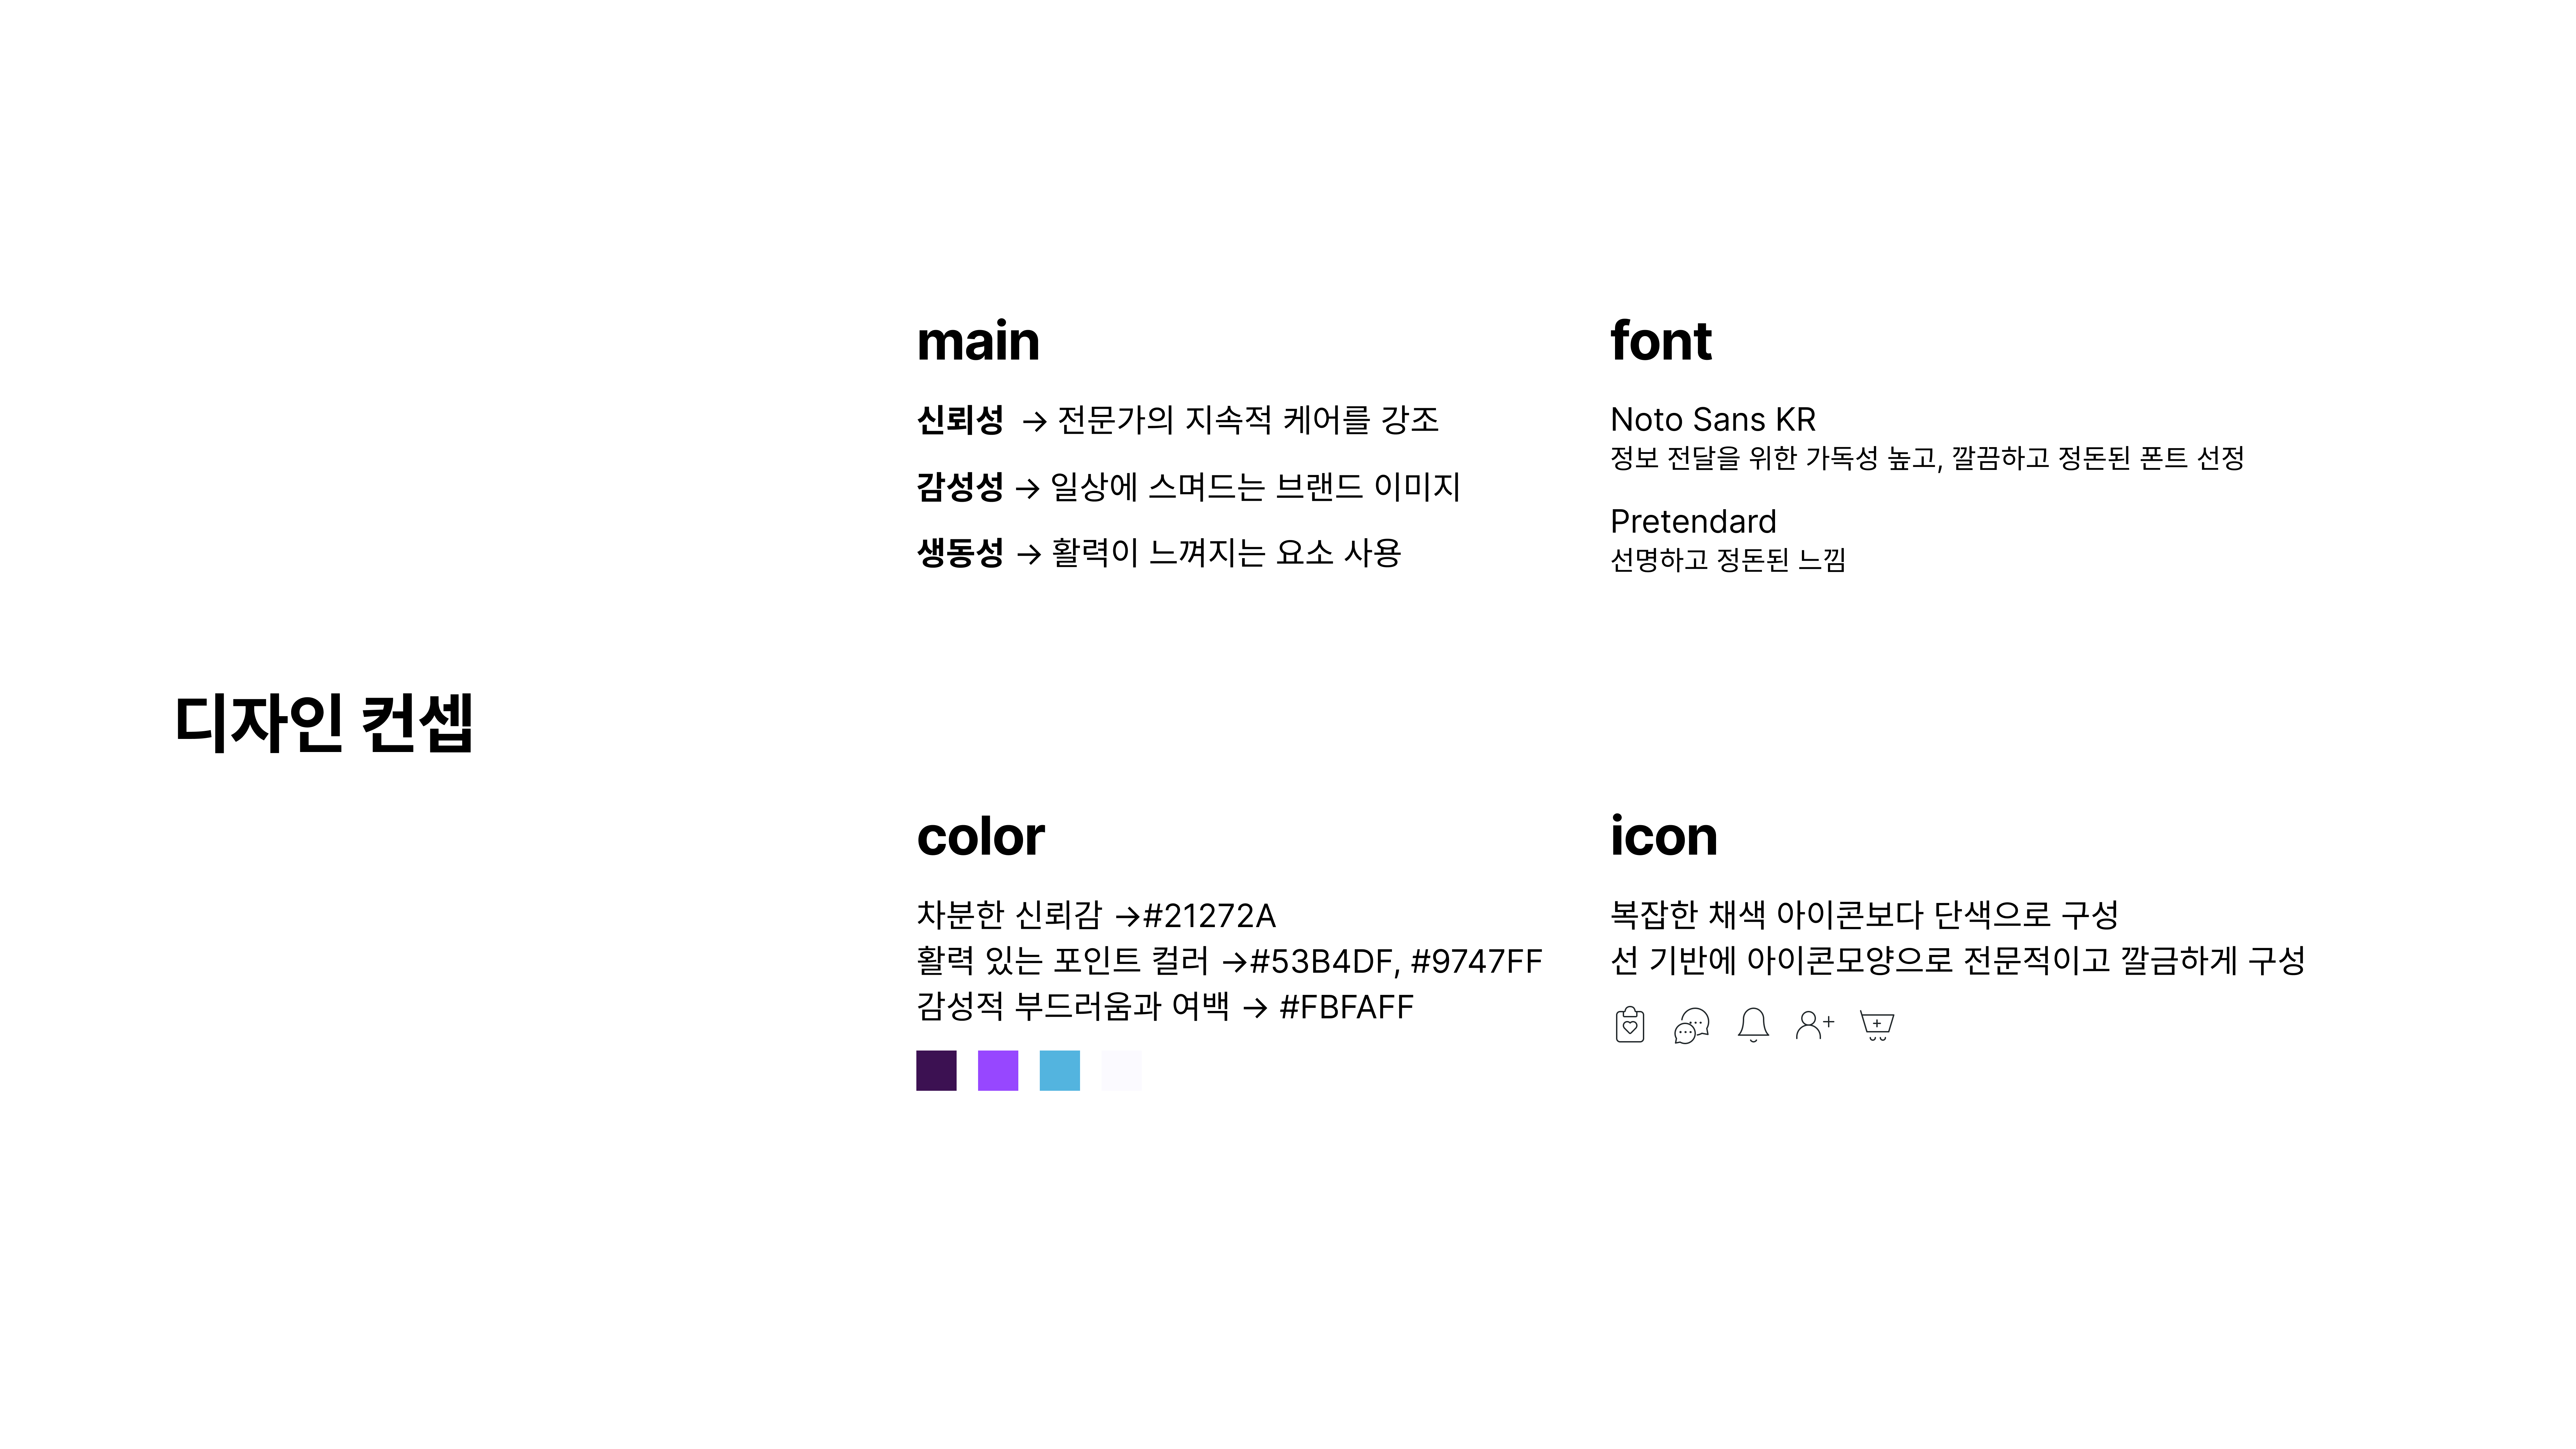 디자인 컨셉
main
신뢰성 → 전문가의 지속적 케어를 강조
감성성 → 일상에 스며드는 브랜드 이미지
생동성 → 활력이 느껴지는 요소 사용
font
Noto Sans KR
정보 전달을 위한 가독성 높고, 깔끔하고 정돈된 폰트 선정
Pretendard
선명하고 정돈된 느낌
color
차분한 신뢰감 →#21272A
활력 있는 포인트 컬러 →#53B4DF, #9747FF
감성적 부드러움과 여백 → #FBFAFF
icon
복잡한 채색 아이콘보다 단색으로 구성
선 기반에 아이콘모양으로 전문적이고 깔금하게 구성